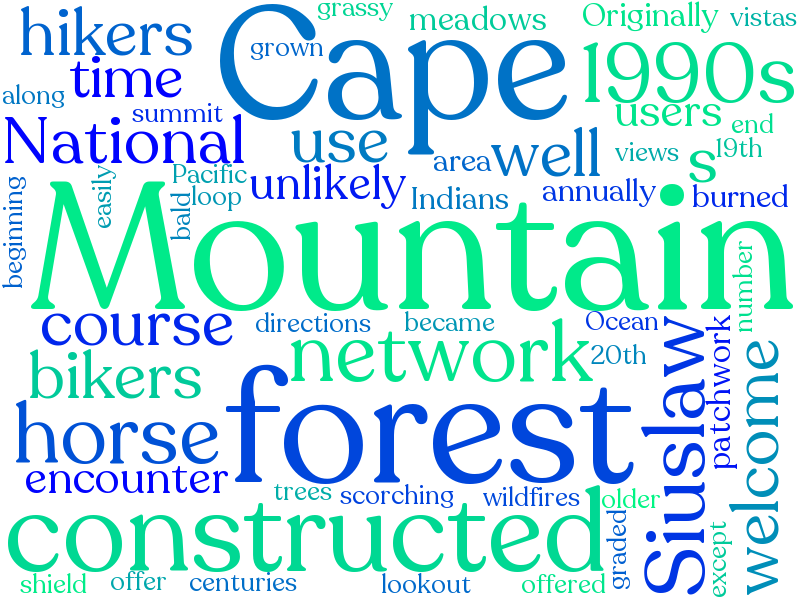 grassy
meadows
Originally
vistas
hikers
Cape
grown
time
1990s
along
summit
users
end
National
use
well
area
views
19th
s
Pacific
unlikely
Indians
annually
burned
easily
loop
bald
beginning
Mountain
number
course
directions
became
Ocean
bikers
network
20th
Siuslaw
patchwork
welcome
horse
forest
encounter
trees
scorching
wildfires
older
constructed
graded
except
shield
offer
centuries
lookout
offered